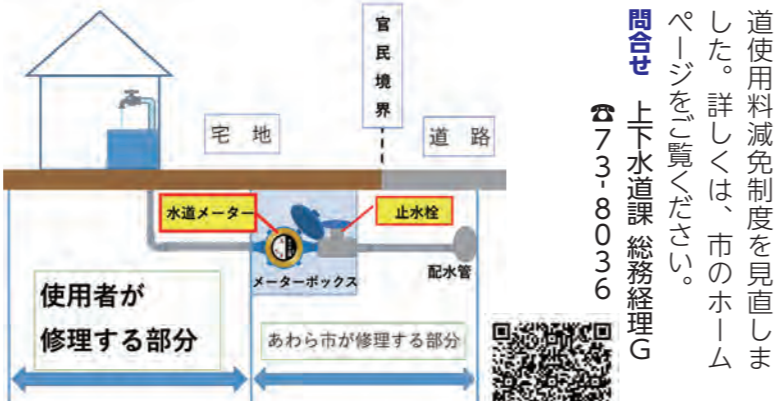 道使用料減免制度を見直しま
した。詳しくは、市のホーム
ページをご覧ください。
問合せ 上下水道課 総務経理G
☎73-8036
官民境界
宅地
道路
水道メーター
止水栓
メーターボックス
配水管
使用者が
修理する部分
あわら市が修理する部分